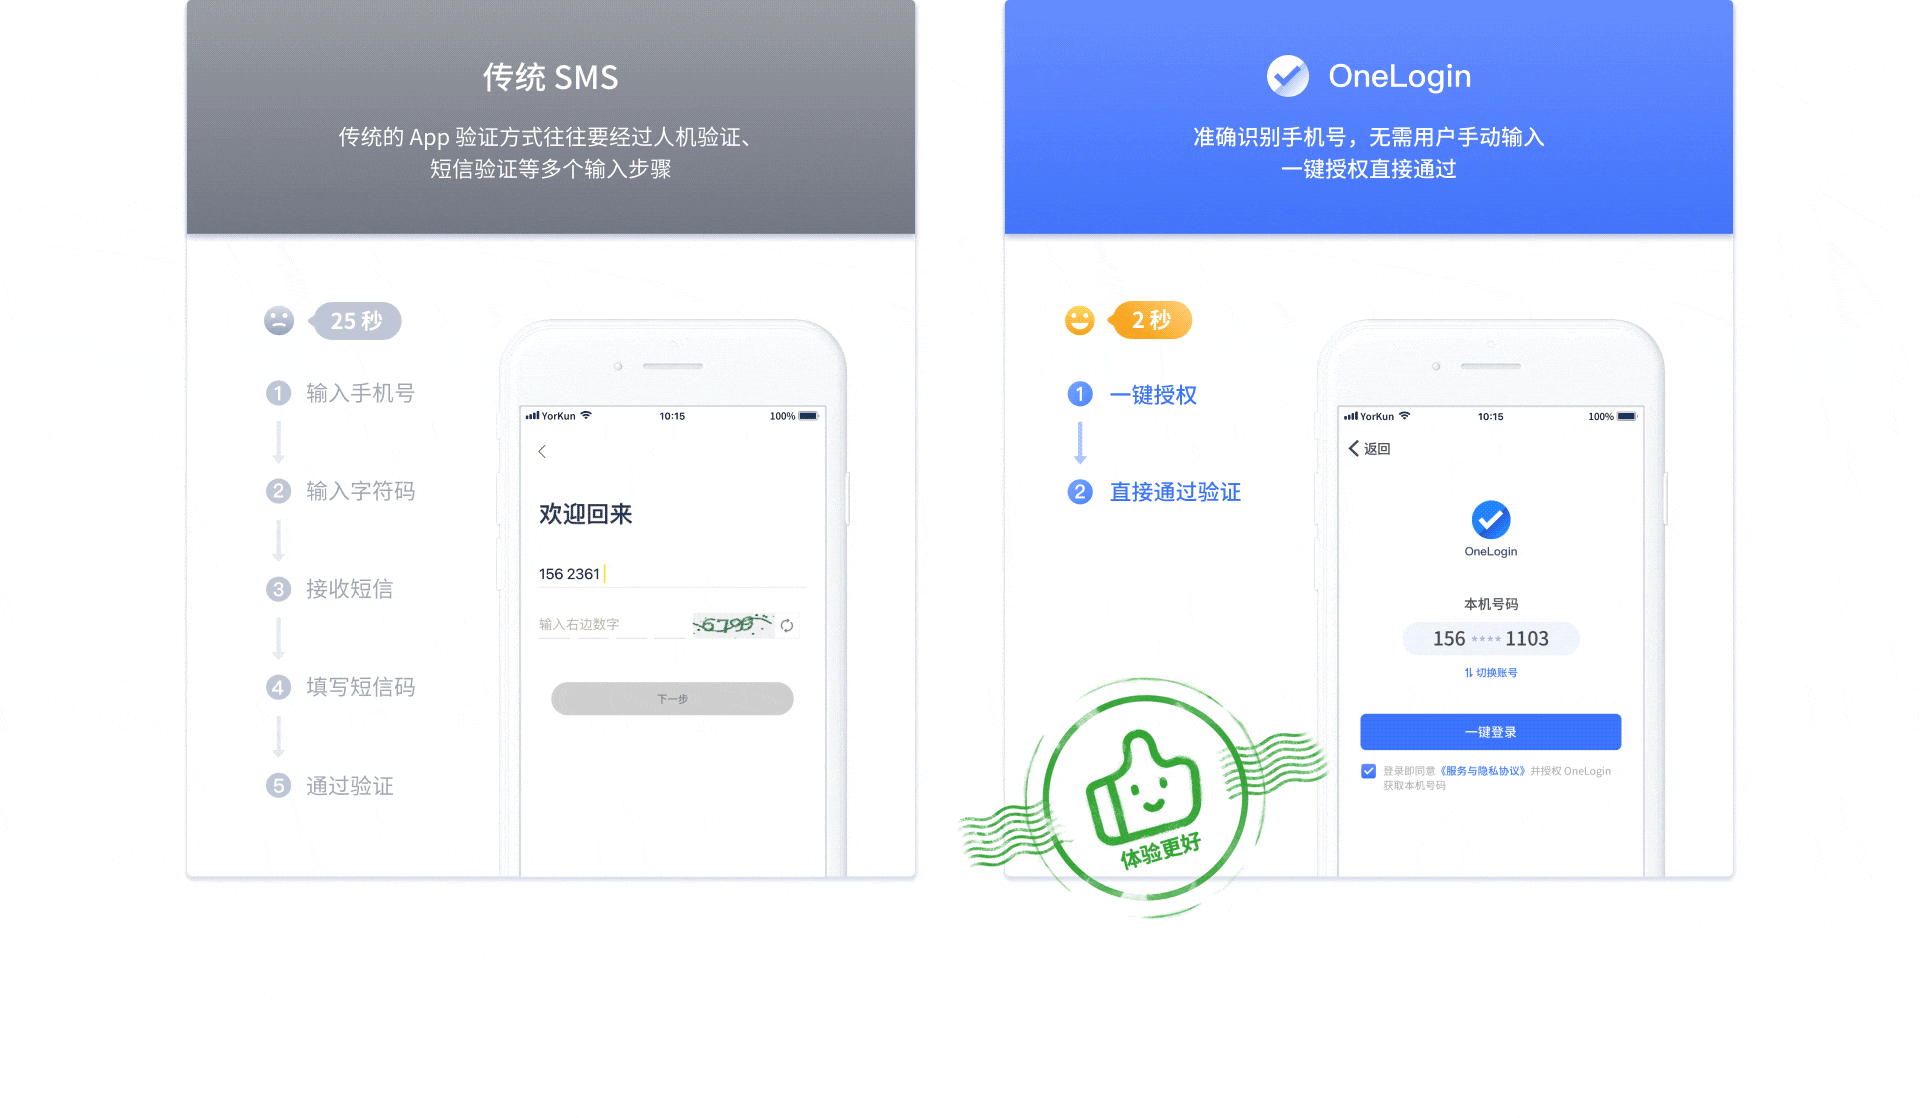 传统 SMS
传统的 App 验证方式往往要经过人机验证、
短信验证等多个输入步骤
25 秒
1 输入手机号
2 输入字符码
3 接收短信
4 填写短信码
5 通过验证
YorKun 10:15 100%
欢迎回来
156 2361
输入右边数字 6790
下一步
OneLogin
准确识别手机号，无需用户手动输入
一键授权直接通过
2 秒
1 一键授权
2 直接通过验证
体验更好
YorKun 10:15 100%
返回
OneLogin
本机号码
156 **** 1103
切换账号
一键登录
登录即同意《服务与隐私协议》并授权 OneLogin
获取本机号码